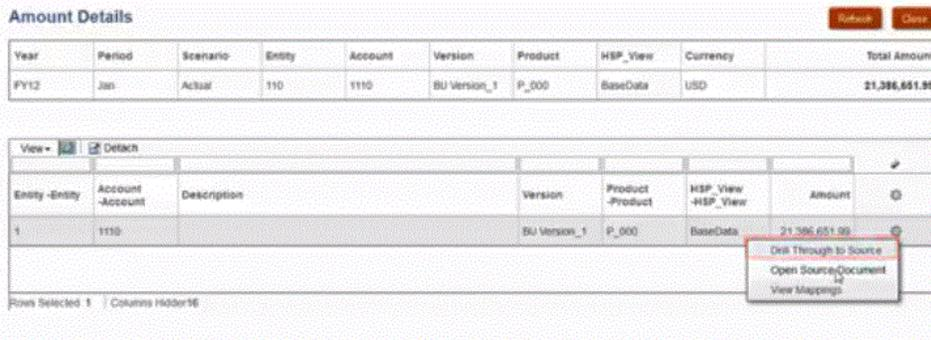 Amount Details
Refresh Close
Year Period Scenario Entity Account Version Product HSP_View Currency Total Amount
FY12 Jan Actual 110 1110 BU Version_1 P_000 BaseData USD 21,386,651.99
View Detach
Entity -Entity Account -Account Description Version Product -Product HSP_View -HSP_View Amount
1 1110 BU Version_1 P_000 BaseData 21,386,651.99
Drill Through to Source
Open Source Document
View Mappings
Rows Selected 1 Columns Hidden 16